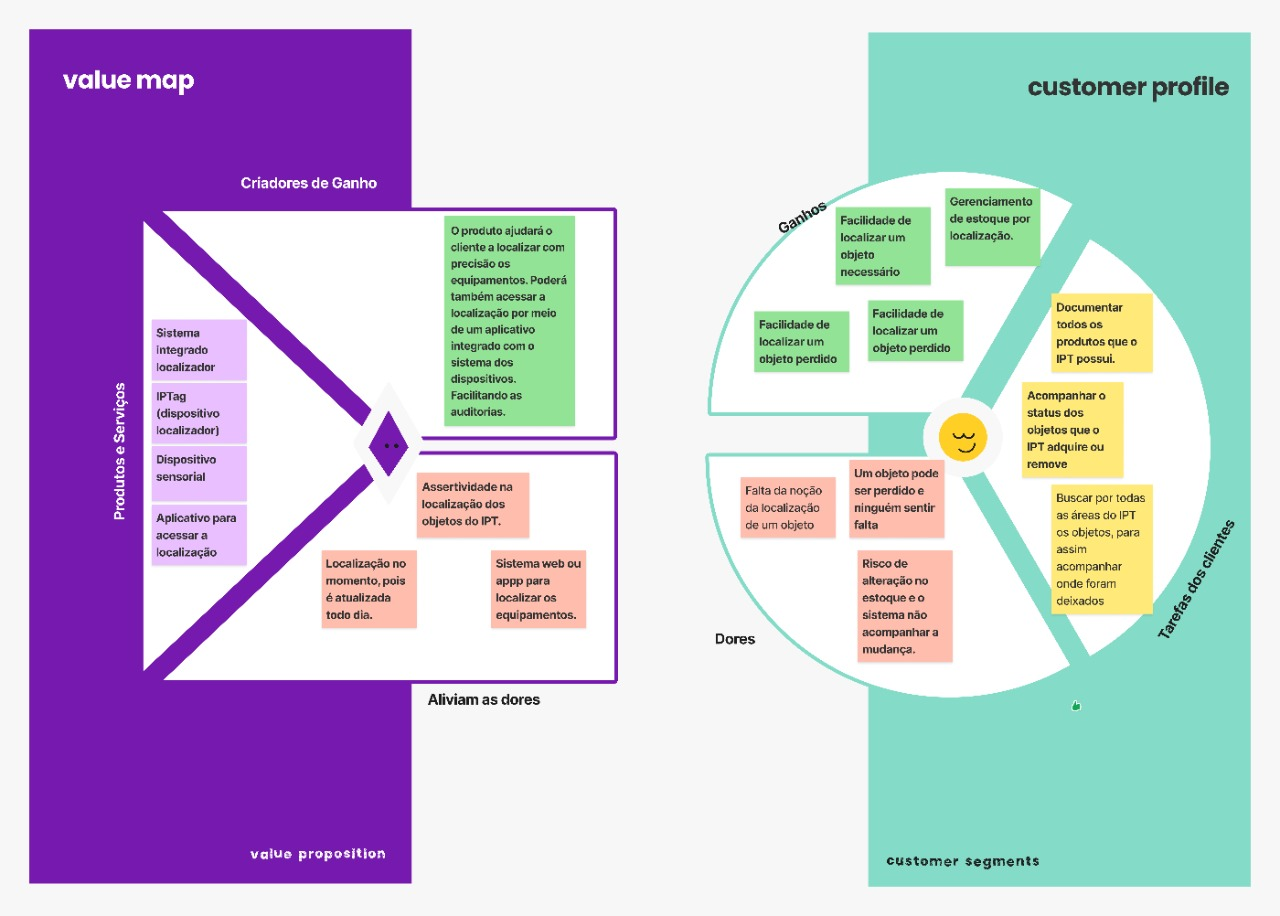 value map
Criadores de Ganho
O produto ajudará o
cliente a localizar com
precisão os
equipamentos. Poderá
também acessar a
localização por meio
de um aplicativo
integrado com o
sistema dos
dispositivos.
Facilitando as
auditorias.
Produtos e Serviços
Sistema
integrado
localizador
IPTag
(dispositivo
localizador)
Dispositivo
sensorial
Aplicativo para
acessar a
localização
Assertividade na
localização dos
objetos do IPT.
Localização no
momento, pois
é atualizada
todo dia.
Sistema web ou
appp para
localizar os
equipamentos.
Aliviam as dores
value proposition
customer profile
Ganhos
Facilidade de
localizar um
objeto
necessário
Gerenciamento
de estoque por
localização.
Facilidade de
localizar um
objeto perdido
Facilidade de
localizar um
objeto perdido
Documentar
todos os
produtos que o
IPT possui.
Acompanhar o
status dos
objetos que o
IPT adquire ou
remove
Buscar por todas
as áreas do IPT
os objetos, para
assim
acompanhar
onde foram
deixados
Tarefas dos clientes
Falta da noção
da localização
de um objeto
Um objeto pode
ser perdido e
ninguém sentir
falta
Risco de
alteração no
estoque e o
sistema não
acompanhar a
mudança.
Dores
customer segments